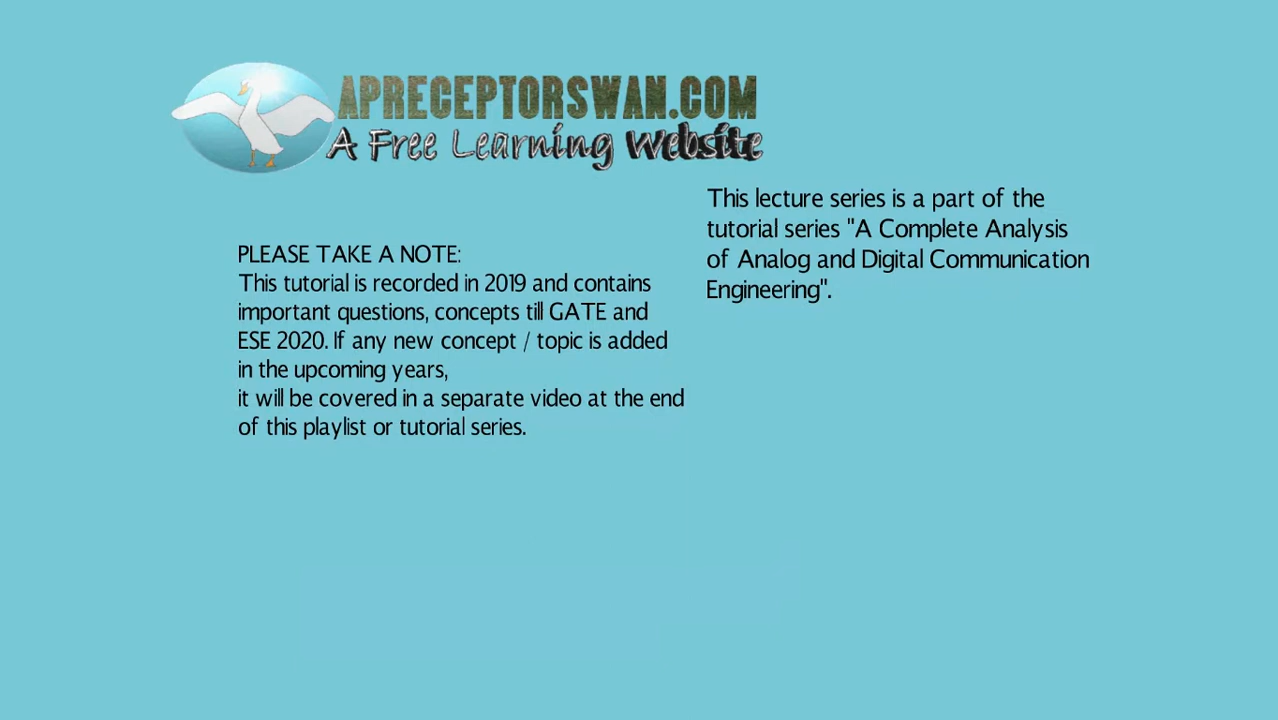 APRECEPTORSWAN.COM
A Free Learning Website
This lecture series is a part of the
tutorial series "A Complete Analysis
of Analog and Digital Communication
Engineering".
PLEASE TAKE A NOTE:
This tutorial is recorded in 2019 and contains
important questions, concepts till GATE and
ESE 2020. If any new concept / topic is added
in the upcoming years,
it will be covered in a separate video at the end
of this playlist or tutorial series.